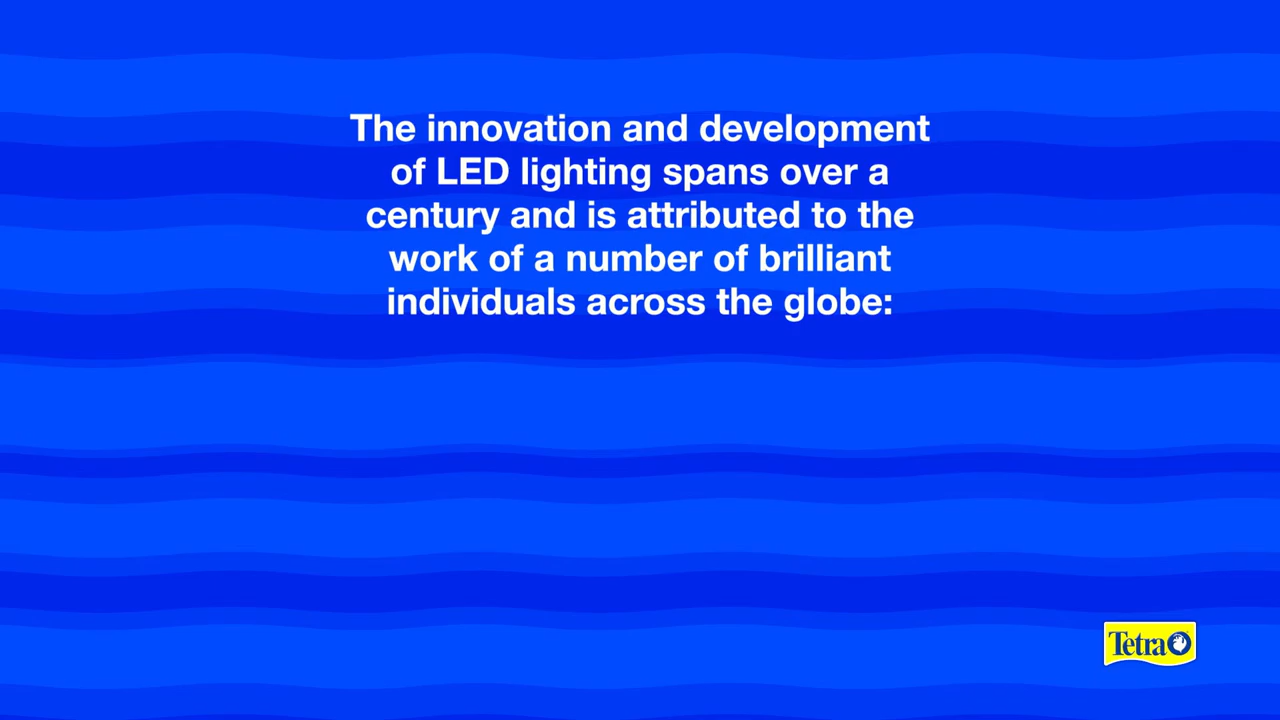 The innovation and development
of LED lighting spans over a
century and is attributed to the
work of a number of brilliant
individuals across the globe:
Tetra